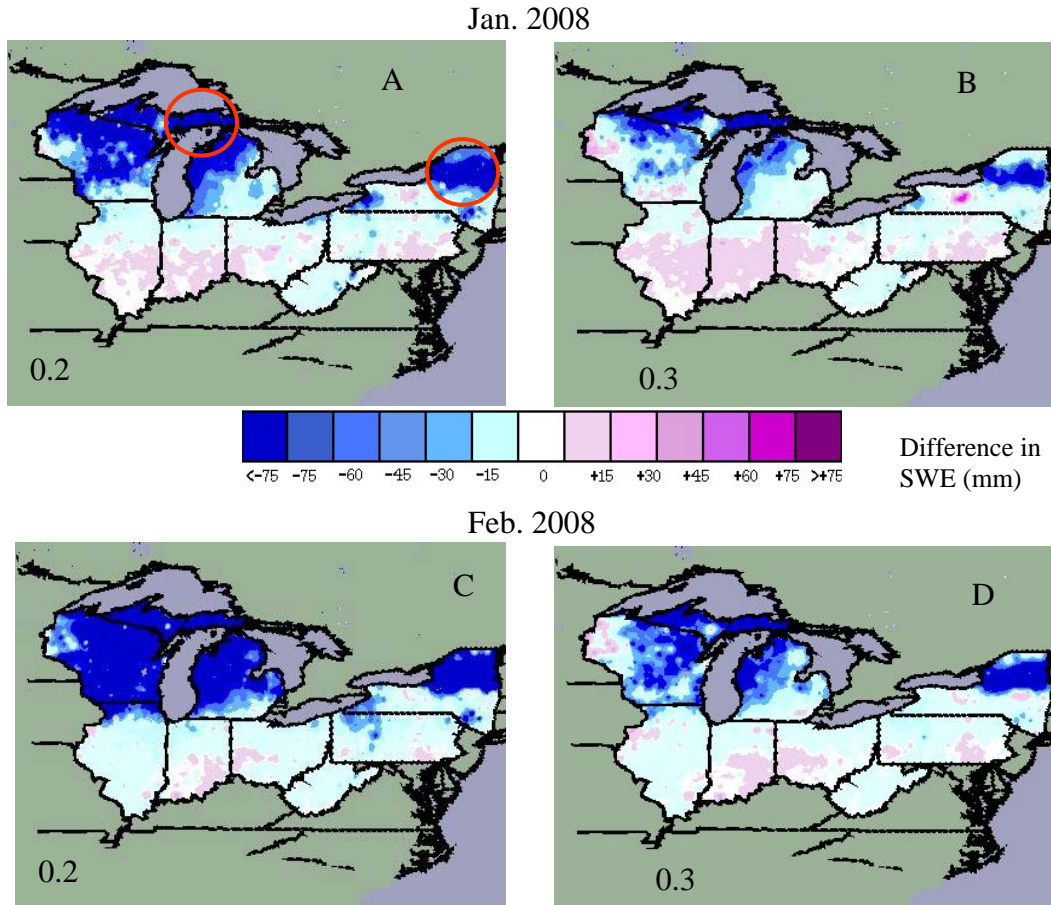 Jan. 2008
A
B
0.2
0.3
<-75 -75 -60 -45 -30 -15 0 +15 +30 +45 +60 +75 >+75
Difference in
SWE (mm)
Feb. 2008
C
D
0.2
0.3